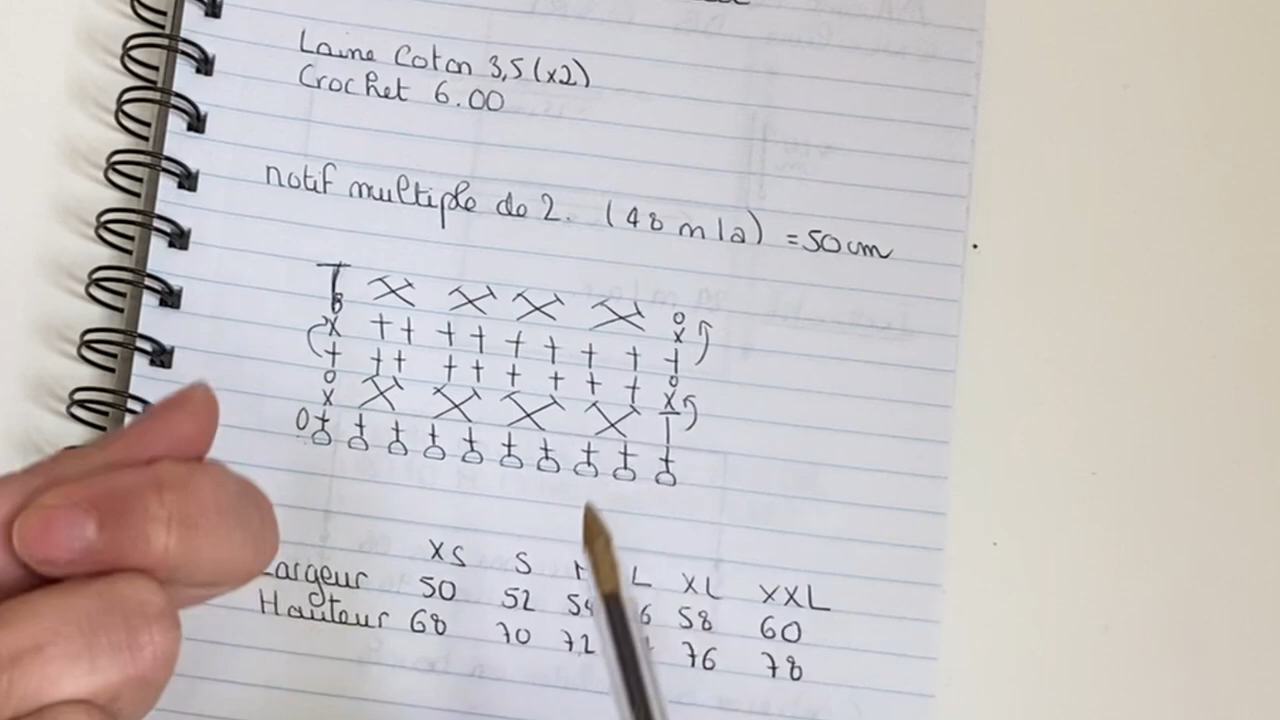 Laine Coton 3,5 (x2)
Crochet 6.00
motif multiple de 2. (48 m la) = 50 cm
XS S L XL XXL
Largeur 50 52 58 60
Hauteur 68 70 72 76 78